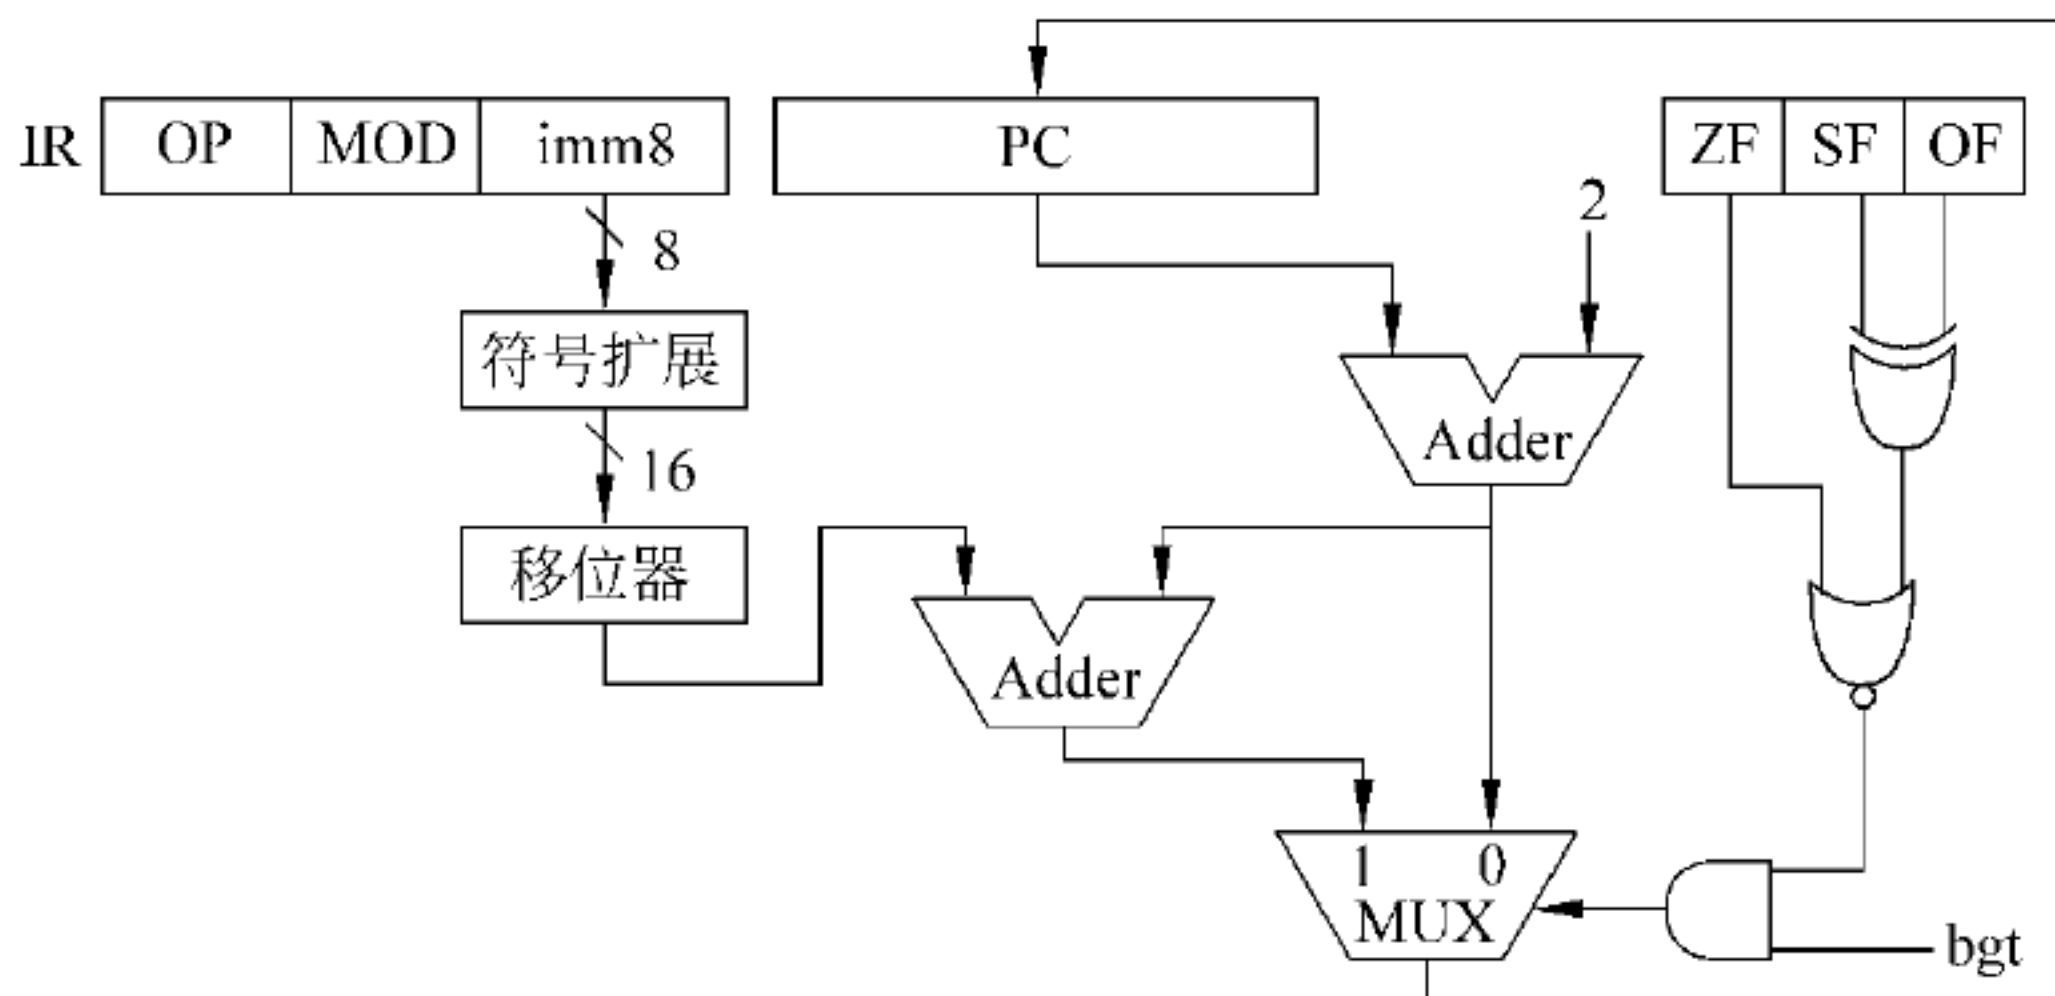 IR OP MOD imm8 PC ZF SF OF
2
8
符号扩展
Adder
16
移位器
Adder
1 0
MUX
bgt